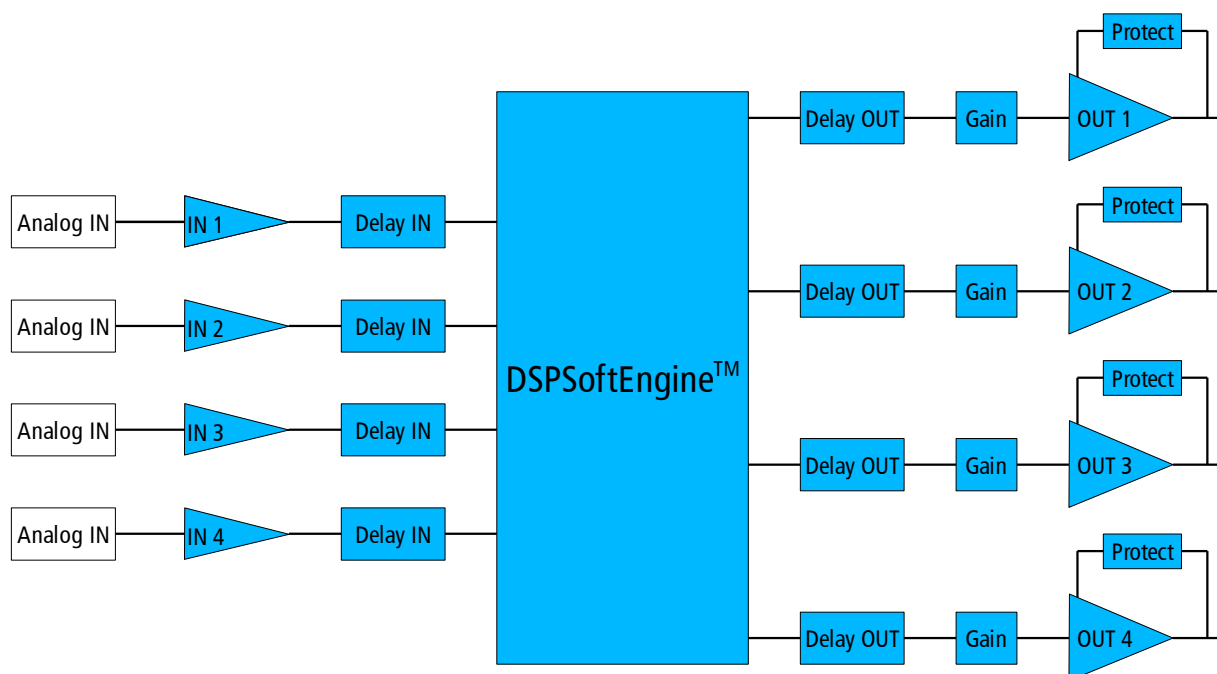 Protect
Delay OUT
Gain
OUT 1
Analog IN
IN 1
Delay IN
Protect
Delay OUT
Gain
OUT 2
Analog IN
IN 2
Delay IN
DSPSoftEngine™
Protect
Analog IN
IN 3
Delay IN
Delay OUT
Gain
OUT 3
Analog IN
IN 4
Delay IN
Protect
Delay OUT
Gain
OUT 4